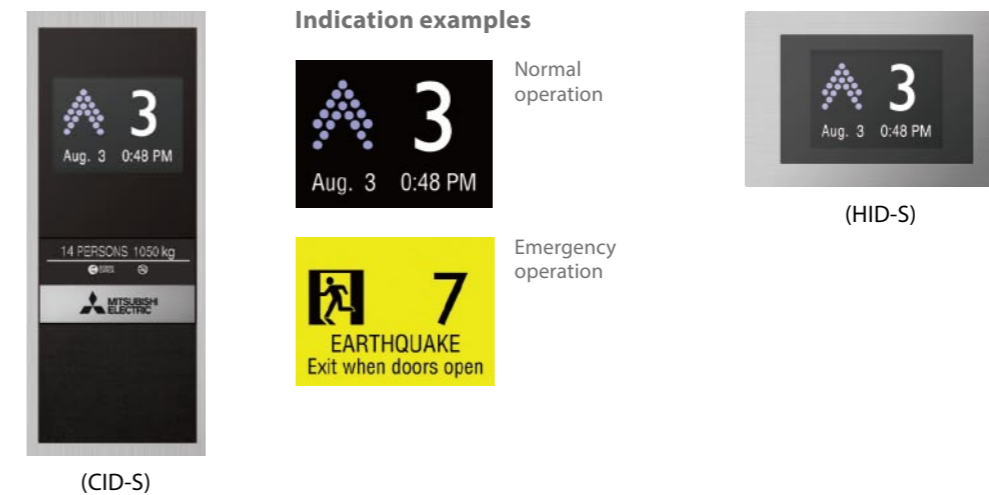 Aug. 3 0:48 PM
3
14 PERSONS 1050 kg
MITSUBISHI
ELECTRIC
(CID-S)
Indication examples
3
Aug. 3 0:48 PM
Normal
operation
7
EARTHQUAKE
Exit when doors open
Emergency
operation
3
Aug. 3 0:48 PM
(HID-S)